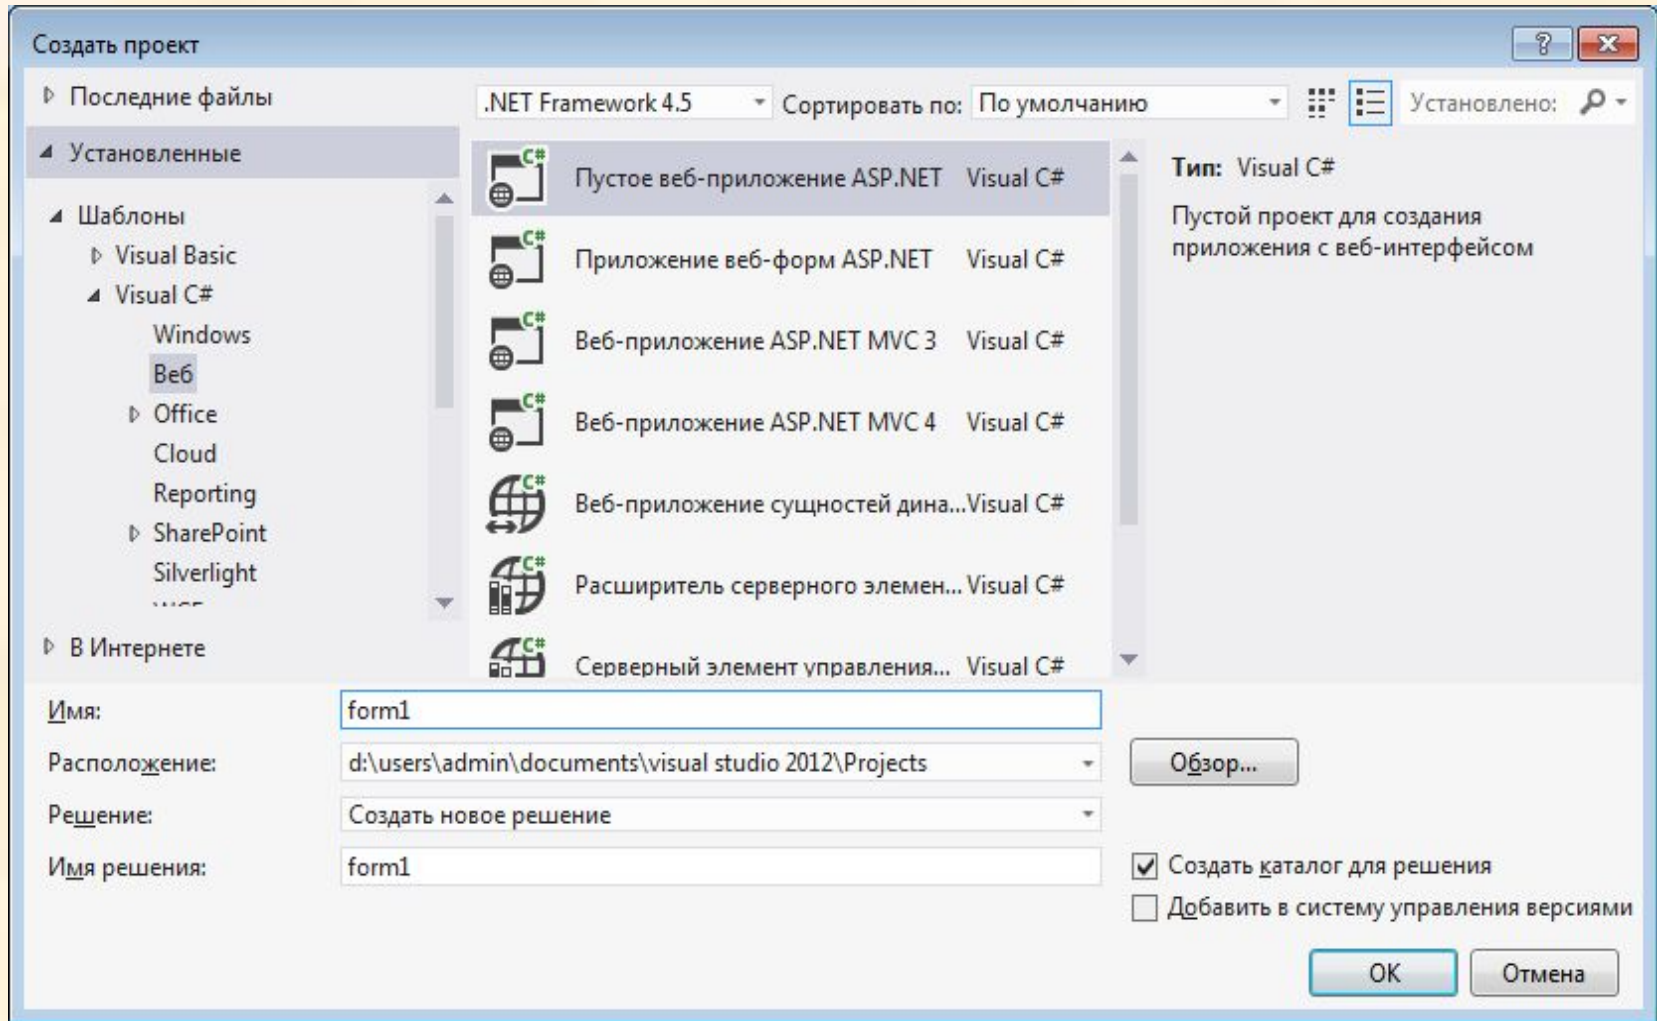 Создать проект
Последние файлы
.NET Framework 4.5
Сортировать по:
По умолчанию
Установлено:
Установленные
Шаблоны
Visual Basic
Visual C#
Windows
Веб
Office
Cloud
Reporting
SharePoint
Silverlight
В Интернете
Пустое веб-приложение ASP.NET Visual C#
Приложение веб-форм ASP.NET Visual C#
Веб-приложение ASP.NET MVC 3 Visual C#
Веб-приложение ASP.NET MVC 4 Visual C#
Веб-приложение сущностей дина... Visual C#
Расширитель серверного элемен... Visual C#
Серверный элемент управления... Visual C#
Тип: Visual C#
Пустой проект для создания
приложения с веб-интерфейсом
Имя: form1
Расположение: d:\users\admin\documents\visual studio 2012\Projects
Обзор...
Решение: Создать новое решение
Имя решения: form1
Создать каталог для решения
Добавить в систему управления версиями
OK
Отмена